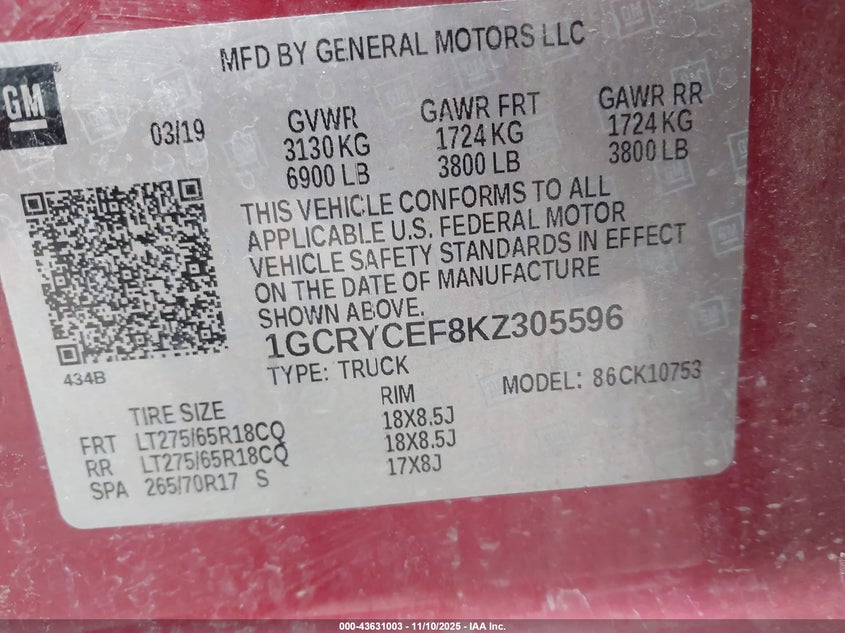 MFD BY GENERAL MOTORS LLC
GM
03/19
GVWR GAWR FRT GAWR RR
3130 KG 1724 KG 1724 KG
6900 LB 3800 LB 3800 LB
THIS VEHICLE CONFORMS TO ALL
APPLICABLE U.S. FEDERAL MOTOR
VEHICLE SAFETY STANDARDS IN EFFECT
ON THE DATE OF MANUFACTURE
SHOWN ABOVE.
1GCRYCEF8KZ305596
434B
TYPE: TRUCK MODEL: 86CK10753
TIRE SIZE RIM
FRT LT275/65R18CQ 18X8.5J
RR LT275/65R18CQ 18X8.5J
SPA 265/70R17 S 17X8J
000-43631003 — 11/10/2025 — IAA Inc.